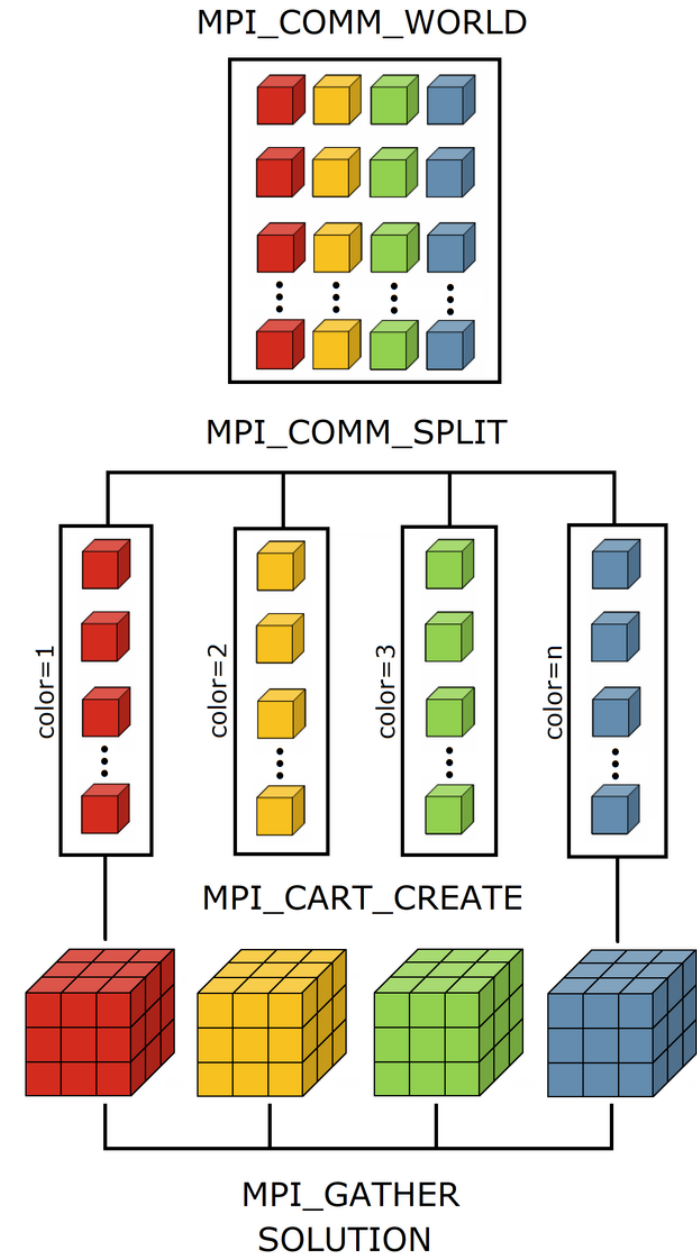 MPI_COMM_WORLD
MPI_COMM_SPLIT
color=1
color=2
color=3
color=n
MPI_CART_CREATE
MPI_GATHER
SOLUTION